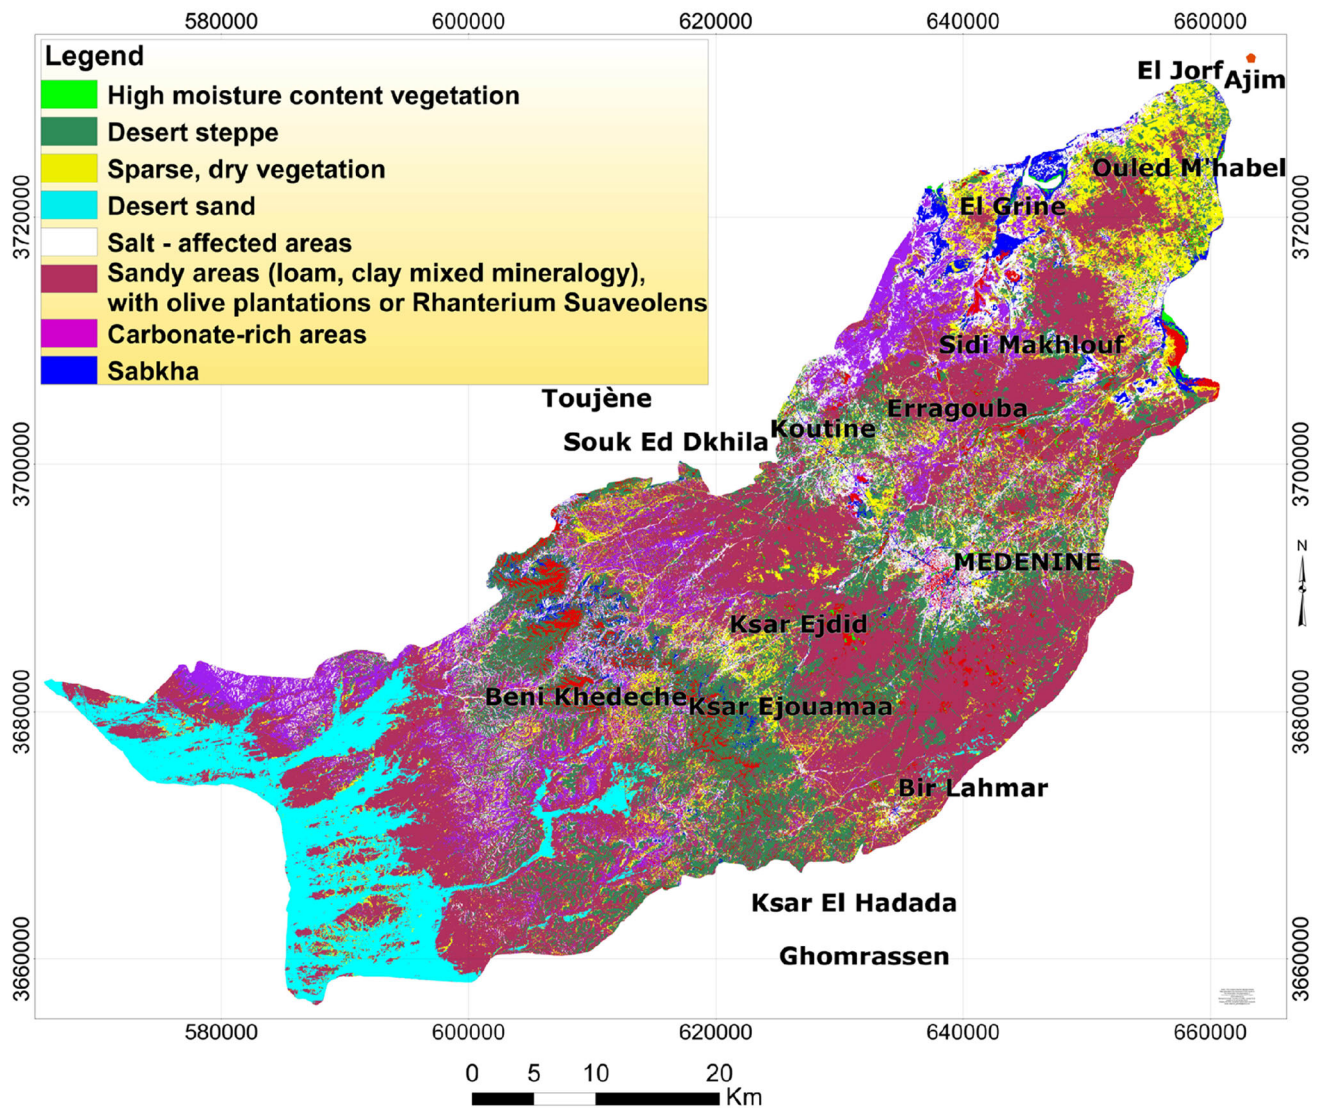 580000 600000 620000 640000 660000
Legend
High moisture content vegetation
Desert steppe
Sparse, dry vegetation
Desert sand
Salt - affected areas
Sandy areas (loam, clay mixed mineralogy),
with olive plantations or Rhanterium Suaveolens
Carbonate-rich areas
Sabkha
El Jorf
Ajim
Ouled M'habel
El Grine
3720000
3720000
Sidi Makhlouf
Toujène
Erragouba
Koutine
Souk Ed Dkhila
3700000
3700000
MEDENINE
N
Ksar Ejdid
Beni Khedeche
Ksar Ejouamaa
3680000
3680000
Bir Lahmar
Ksar El Hadada
Ghomrassen
3660000
3660000
580000 600000 620000 640000 660000
0 5 10 20
Km